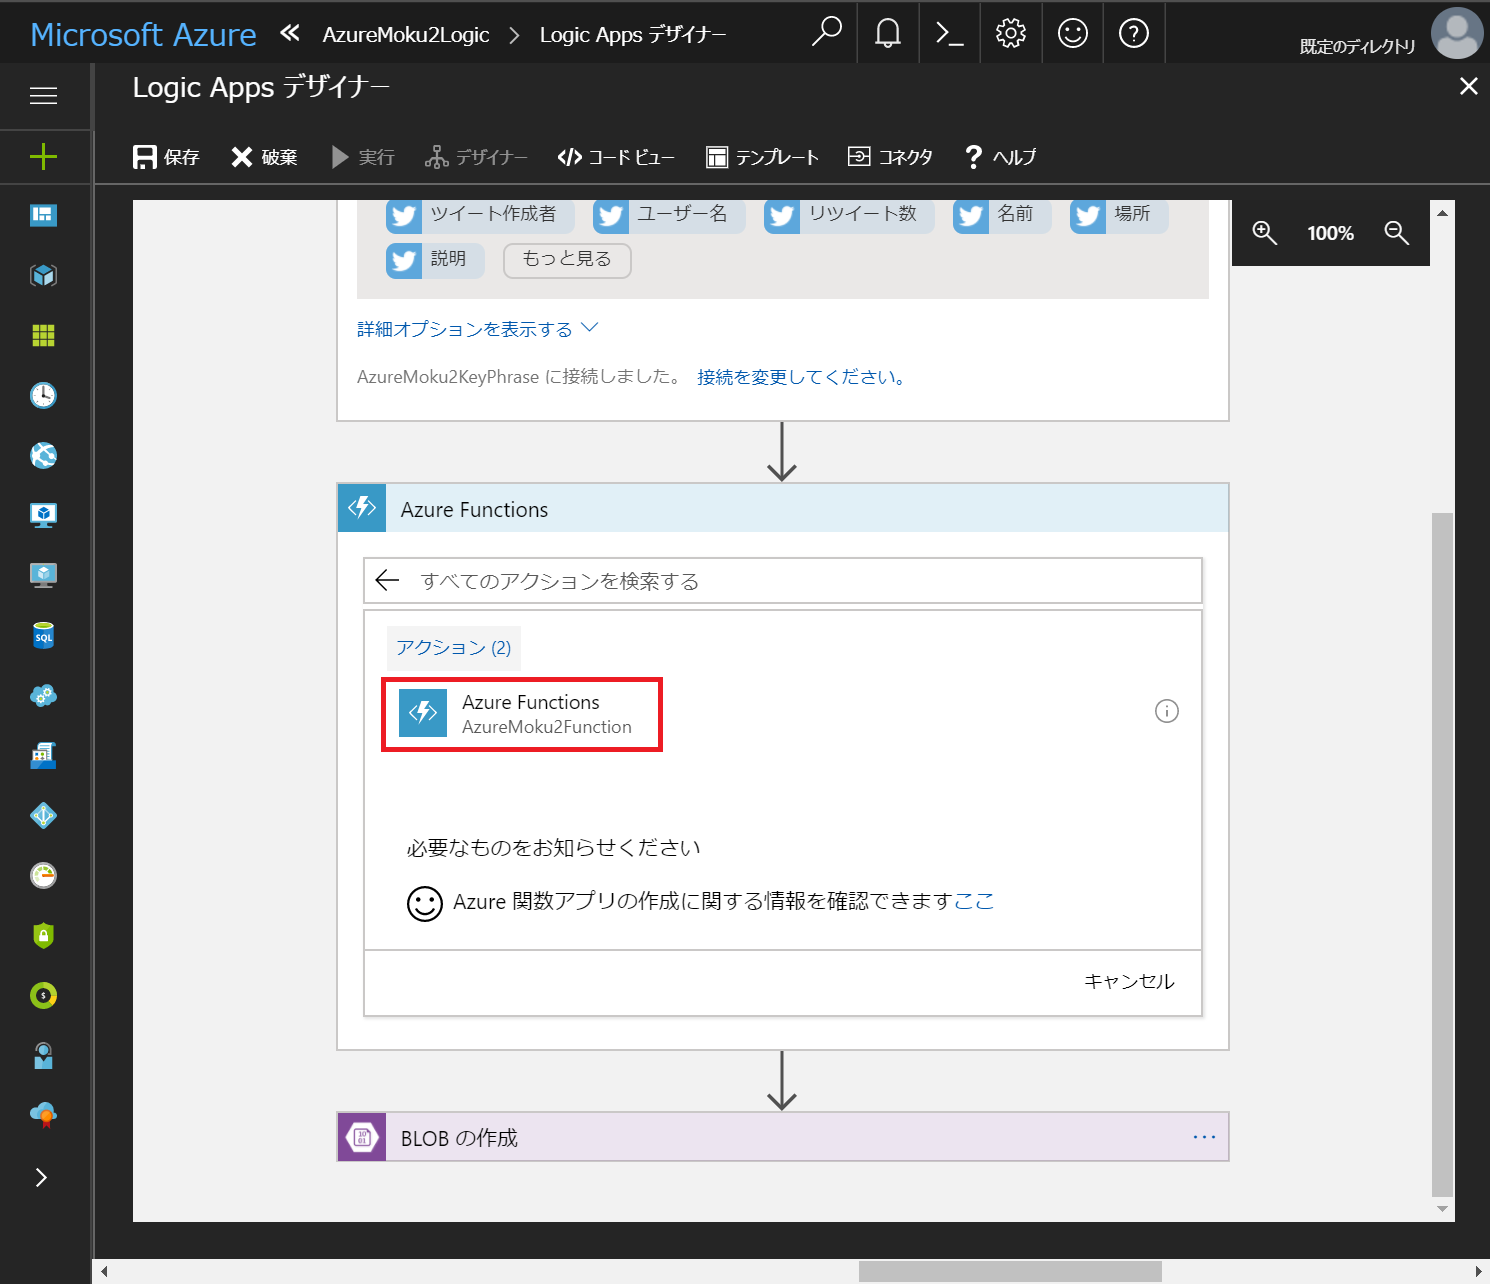 Microsoft Azure « AzureMoku2Logic > Logic Apps デザイナー
既定のディレクトリ
Logic Apps デザイナー
保存 破棄 実行 デザイナー コード ビュー テンプレート コネクタ ヘルプ
ツイート作成者 ユーザー名 リツイート数 名前 場所
100%
説明 もっと見る
詳細オプションを表示する
AzureMoku2KeyPhrase に接続しました。 接続を変更してください。
Azure Functions
すべてのアクションを検索する
アクション (2)
Azure Functions
AzureMoku2Function
必要なものをお知らせください
Azure 関数アプリの作成に関する情報を確認できますここ
キャンセル
BLOB の作成
SQL